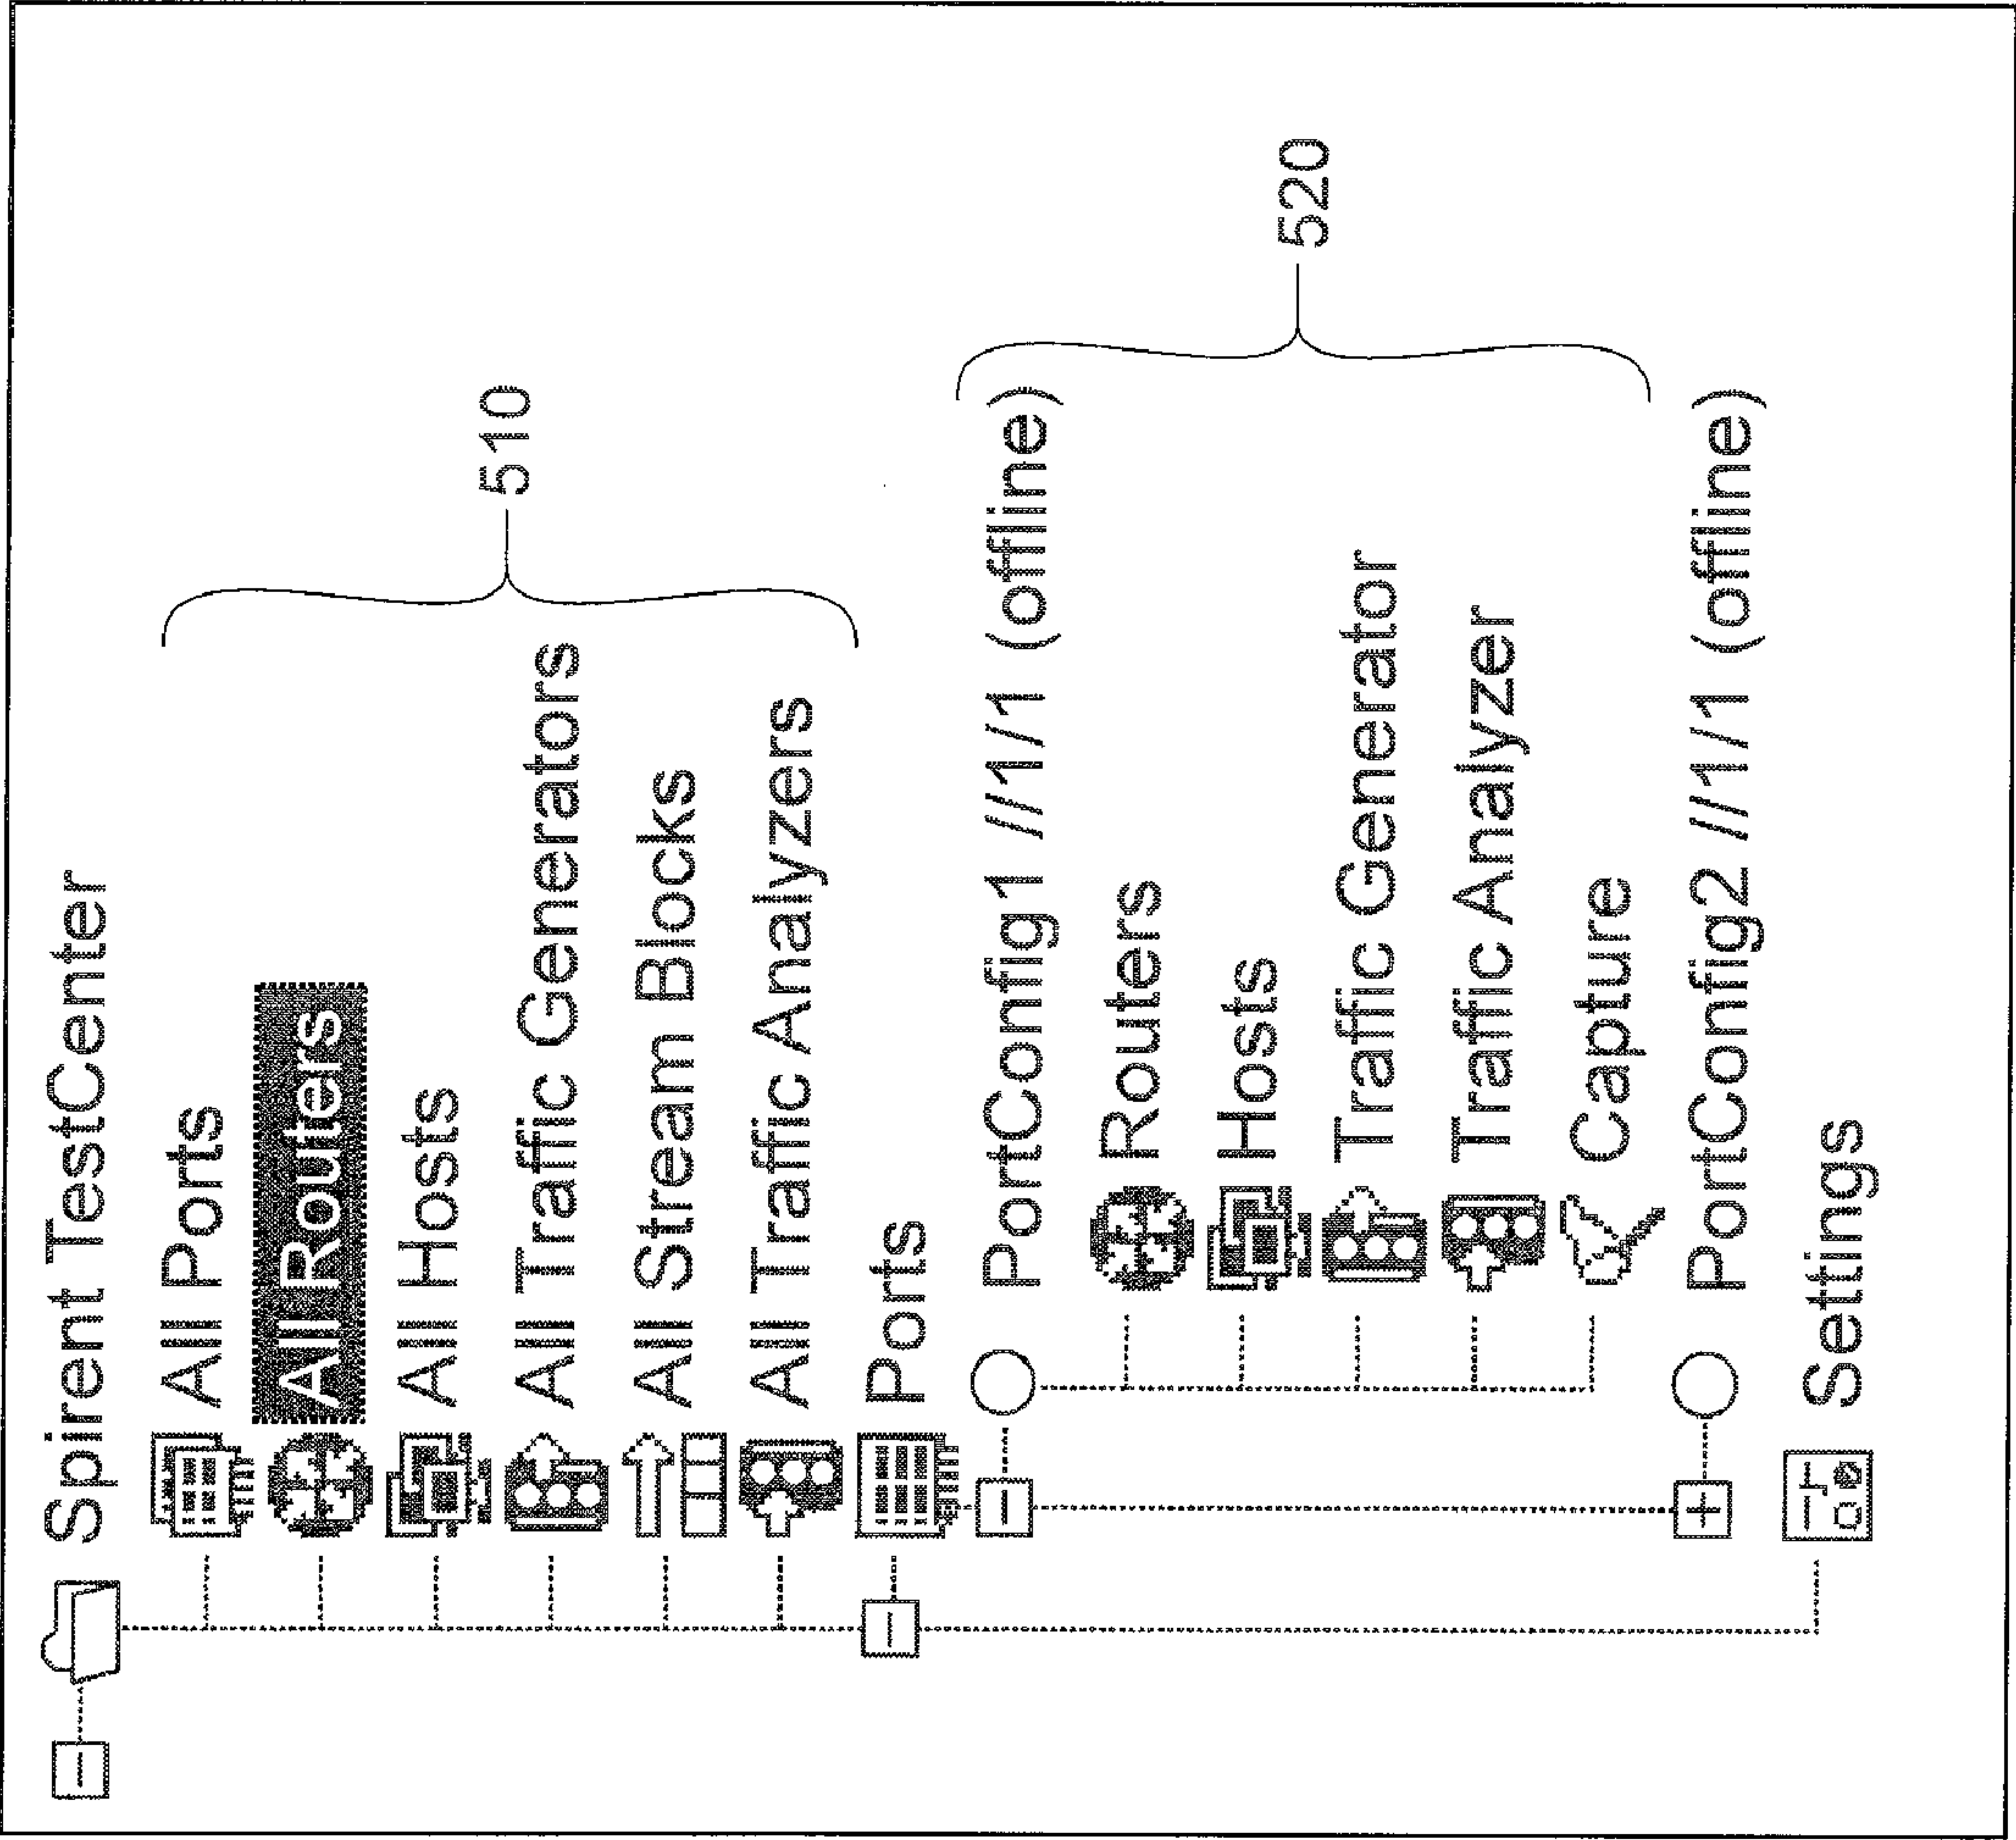 Spirent TestCenter
All Ports
All Routers
All Hosts
All Traffic Generators
All Stream Blocks
All Traffic Analyzers
510
Ports
PortConfig1 //1/1 (offline)
Routers
Hosts
Traffic Generator
Traffic Analyzer
Capture
520
PortConfig2 //1/1 (offline)
Settings